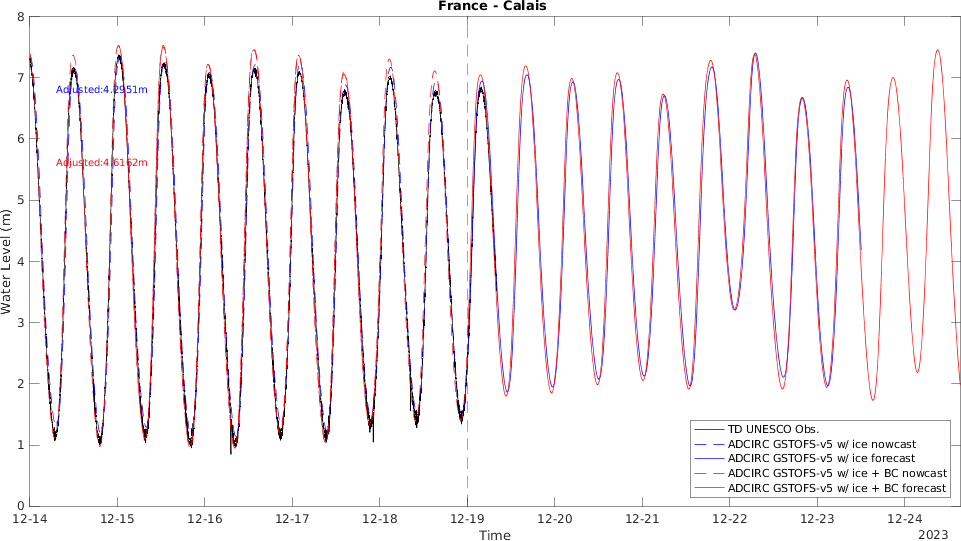 France - Calais
8
7
6
5
4
3
2
1
0
Water Level (m)
Adjusted:4.2951m
Adjusted:4.6162m
TD UNESCO Obs.
ADCIRC GSTOFS-v5 w/ ice nowcast
ADCIRC GSTOFS-v5 w/ ice forecast
ADCIRC GSTOFS-v5 w/ ice + BC nowcast
ADCIRC GSTOFS-v5 w/ ice + BC forecast
12-14 12-15 12-16 12-17 12-18 12-19 12-20 12-21 12-22 12-23 12-24
Time
2023